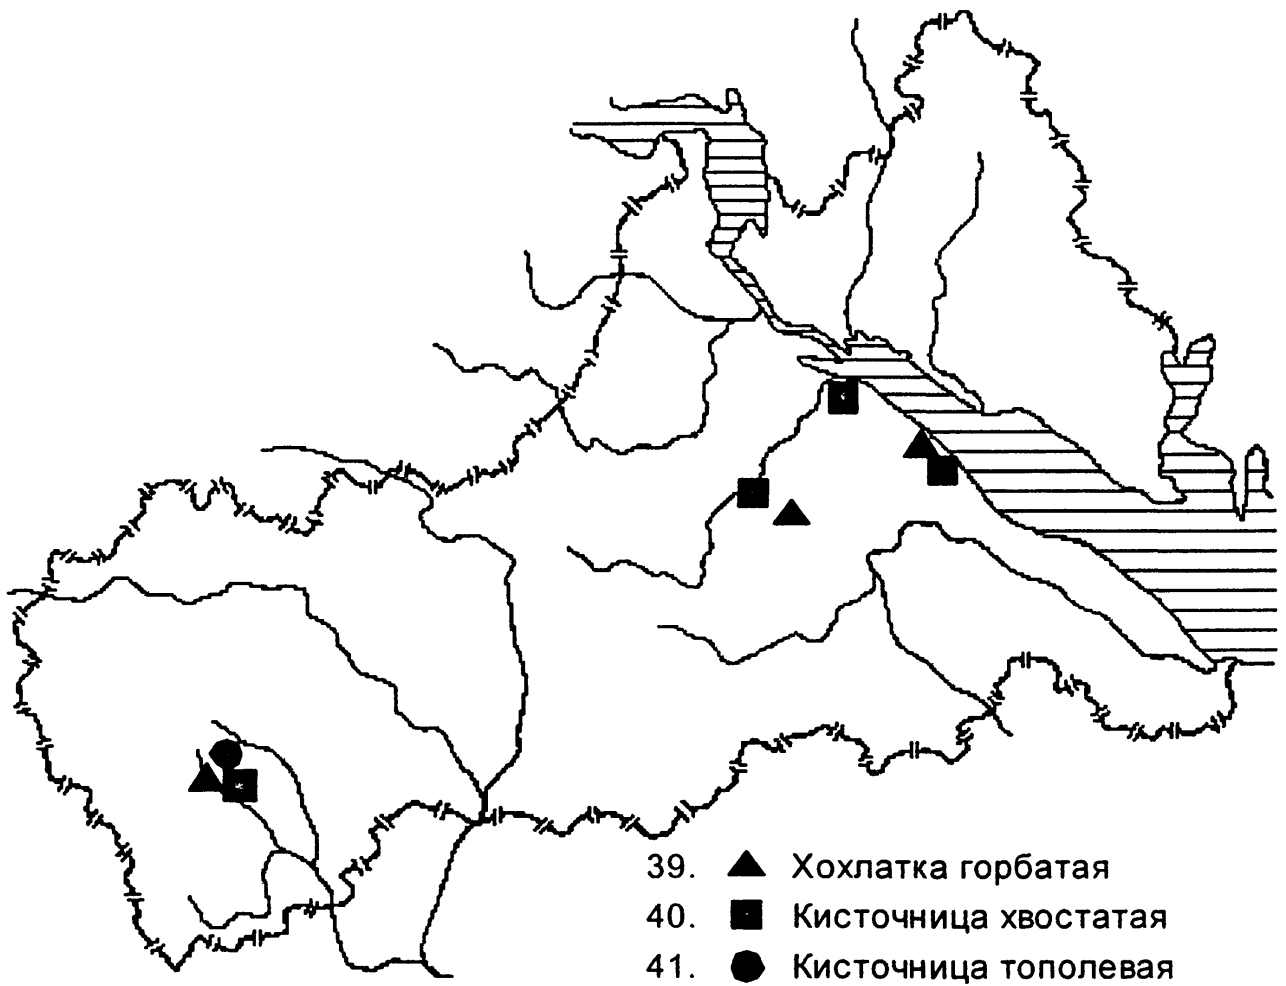 39. Хохлатка горбатая
40. Кисточница хвостатая
41. Кисточница тополевая